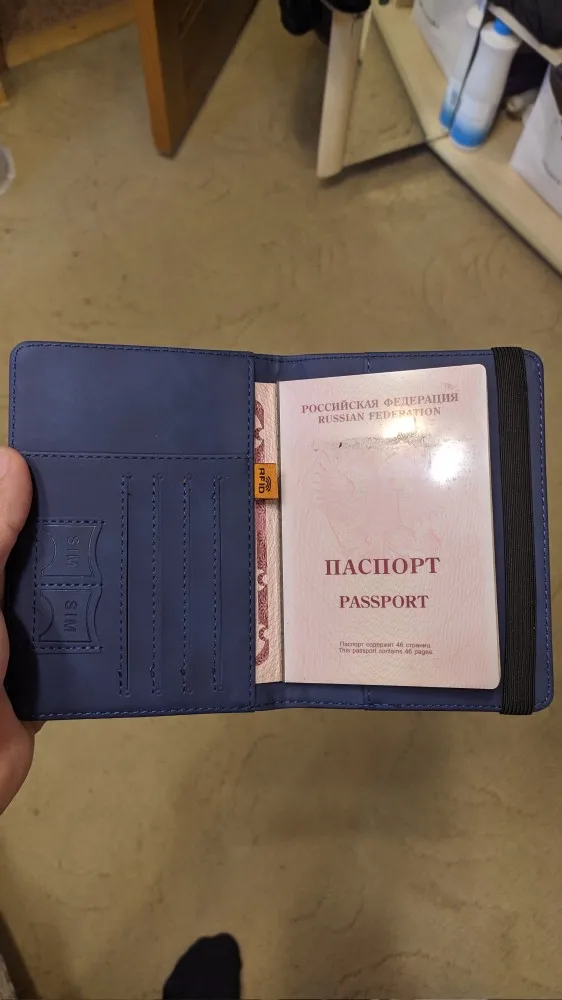 SIM
SIM
RFID
РОССИЙСКАЯ ФЕДЕРАЦИЯ
RUSSIAN FEDERATION
ПАСПОРТ
PASSPORT
Паспорт содержит 46 страниц.
This passport contains 46 pages.